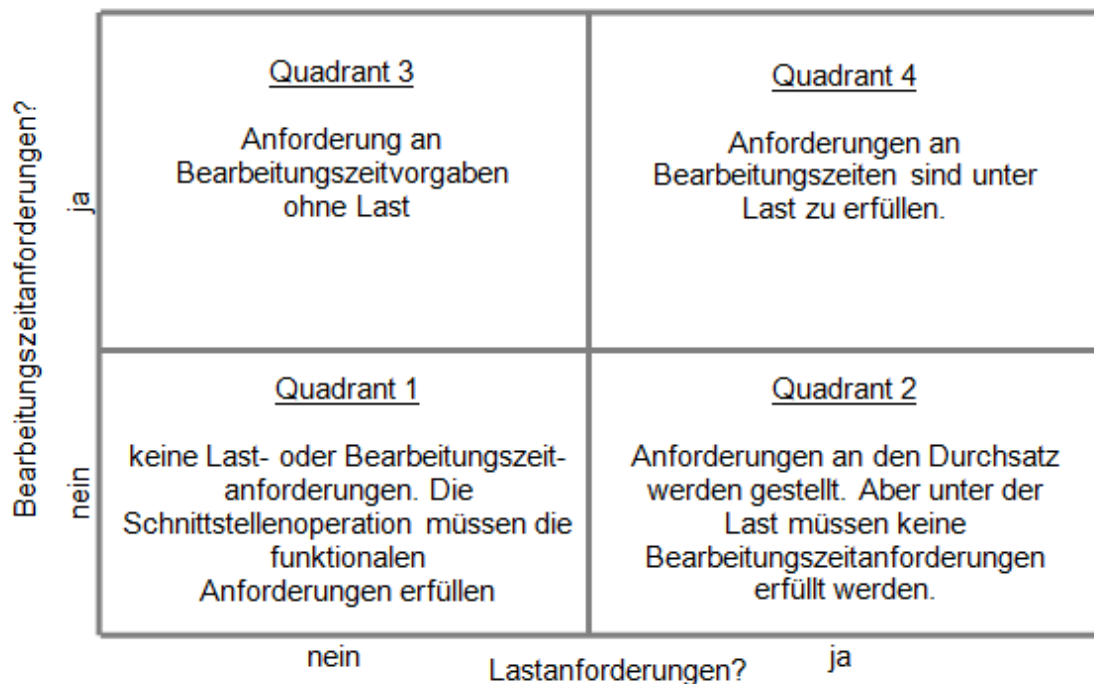 Bearbeitungszeitanforderungen?
ja
nein
Quadrant 3
Anforderung an
Bearbeitungszeitvorgaben
ohne Last
Quadrant 4
Anforderungen an
Bearbeitungszeiten sind unter
Last zu erfüllen.
Quadrant 1
keine Last- oder Bearbeitungszeit-
anforderungen. Die
Schnittstellenoperation müssen die
funktionalen
Anforderungen erfüllen
Quadrant 2
Anforderungen an den Durchsatz
werden gestellt. Aber unter der
Last müssen keine
Bearbeitungszeitanforderungen
erfüllt werden.
nein
Lastanforderungen?
ja